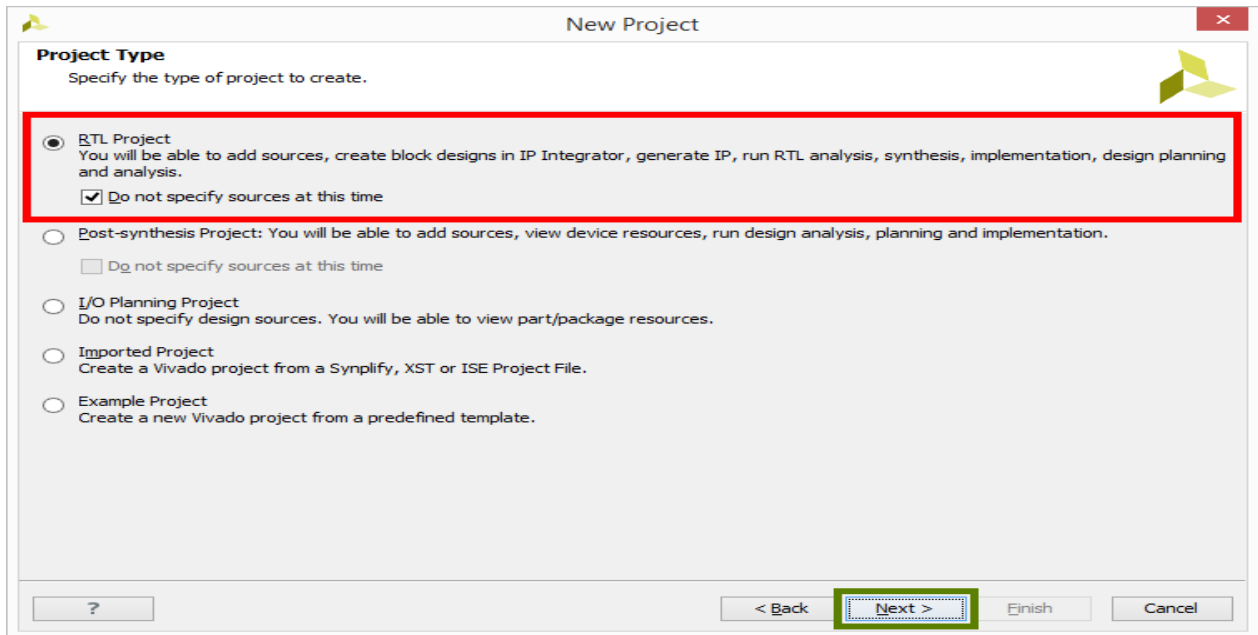 New Project
Project Type
Specify the type of project to create.
RTL Project
You will be able to add sources, create block designs in IP Integrator, generate IP, run RTL analysis, synthesis, implementation, design planning
and analysis.
Do not specify sources at this time
Post-synthesis Project: You will be able to add sources, view device resources, run design analysis, planning and implementation.
Do not specify sources at this time
I/O Planning Project
Do not specify design sources. You will be able to view part/package resources.
Imported Project
Create a Vivado project from a Synplify, XST or ISE Project File.
Example Project
Create a new Vivado project from a predefined template.
? < Back Next > Finish Cancel